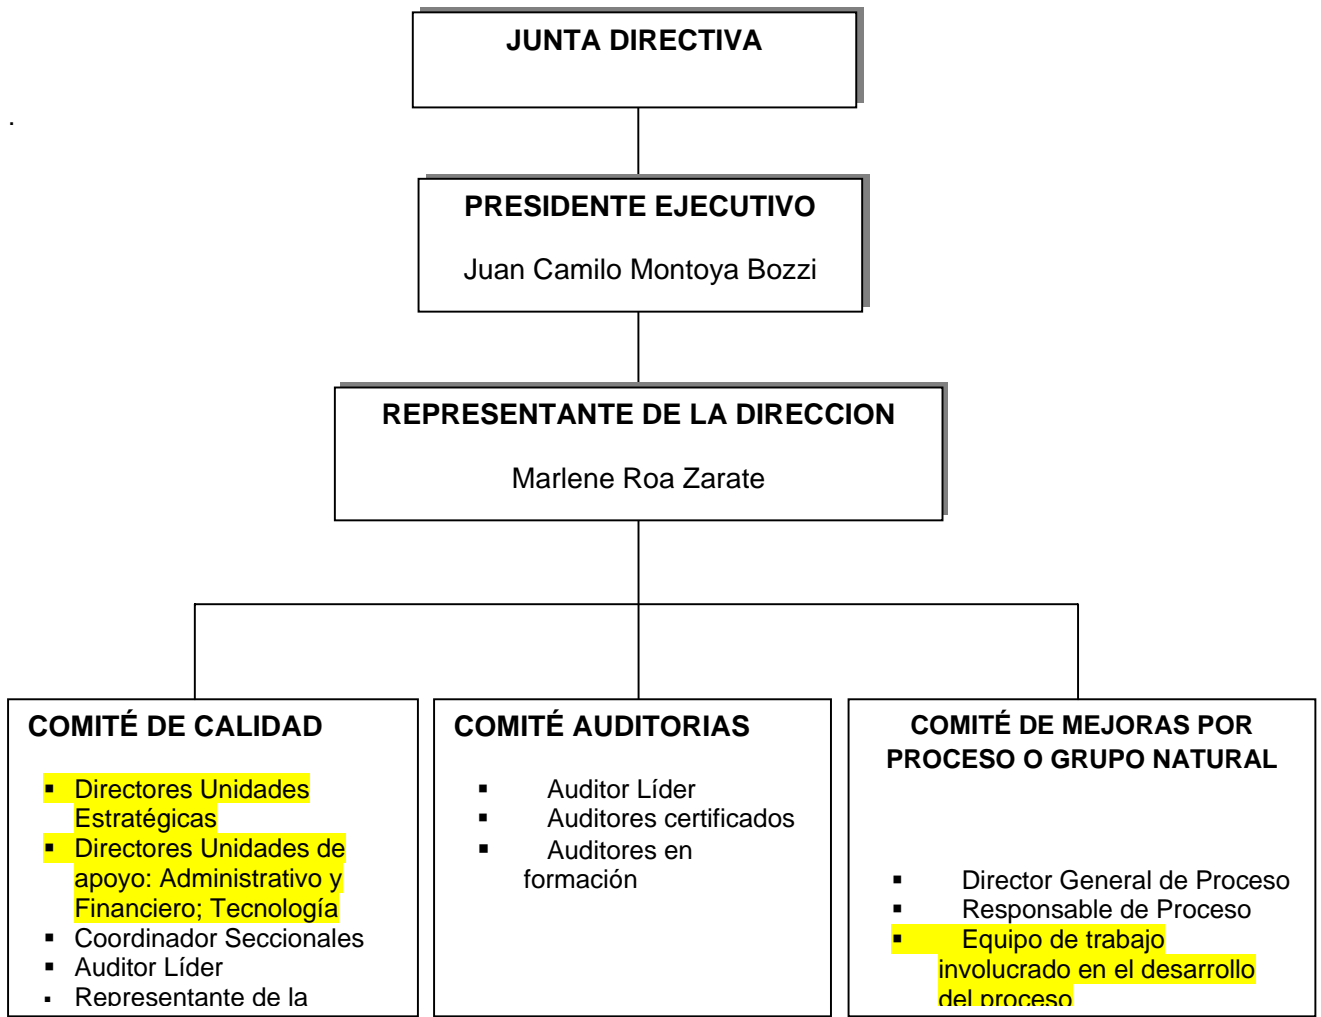 JUNTA DIRECTIVA
.
PRESIDENTE EJECUTIVO
Juan Camilo Montoya Bozzi
REPRESENTANTE DE LA DIRECCION
Marlene Roa Zarate
COMITÉ DE CALIDAD
▪ Directores Unidades
Estratégicas
▪ Directores Unidades de
apoyo: Administrativo y
Financiero; Tecnología
▪ Coordinador Seccionales
▪ Auditor Líder
▪ Representante de la
COMITÉ AUDITORIAS
▪ Auditor Líder
▪ Auditores certificados
▪ Auditores en
formación
COMITÉ DE MEJORAS POR
PROCESO O GRUPO NATURAL
▪ Director General de Proceso
▪ Responsable de Proceso
▪ Equipo de trabajo
involucrado en el desarrollo
del proceso